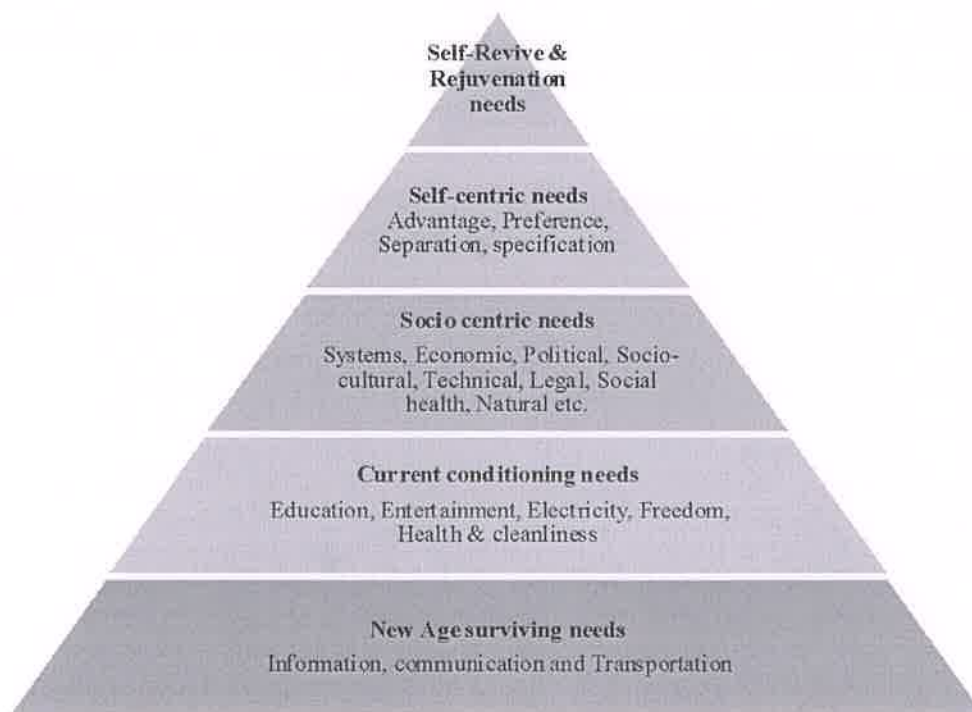 Self-Revive &
Rejuvenation
needs
Self-centric needs
Advantage, Preference,
Separation, specification
Socio centric needs
Systems, Economic, Political, Socio-
cultural, Technical, Legal, Social
health, Natural etc.
Current conditioning needs
Education, Entertainment, Electricity, Freedom,
Health & cleanliness
New Age surviving needs
Information, communication and Transportation